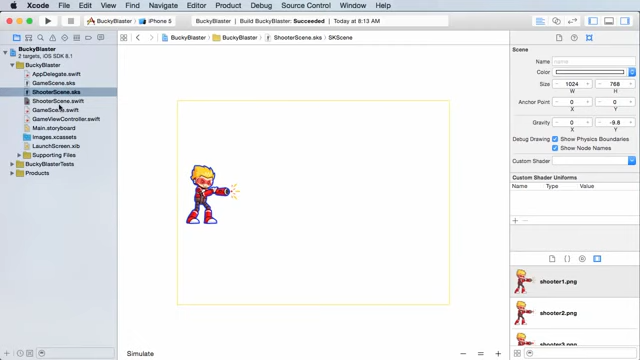 Xcode File Edit View Find Navigate Editor Product Debug Source Control Window Help
BuckyBlaster iPhone 5 BuckyBlaster Build BuckyBlaster: Succeeded Today at 8:13 AM
BuckyBlaster BuckyBlaster ShooterScene.sks SKScene
BuckyBlaster
2 targets, iOS SDK 8.1
BuckyBlaster
AppDelegate.swift
GameScene.sks
ShooterScene.sks
ShooterScene.swift
GameScene.swift
GameViewController.swift
Main.storyboard
Images.xcassets
LaunchScreen.xib
Supporting Files
BuckyBlasterTests
Products
Simulate
Scene
Name name
Color
Size 1024 768
W H
Anchor Point 0 0
X Y
Gravity 0 -9.8
X Y
Debug Drawing Show Physics Boundaries
Show Node Names
Custom Shader
Custom Shader Uniforms
Name Type Value
shooter1.png
shooter2.png
shooter3.png